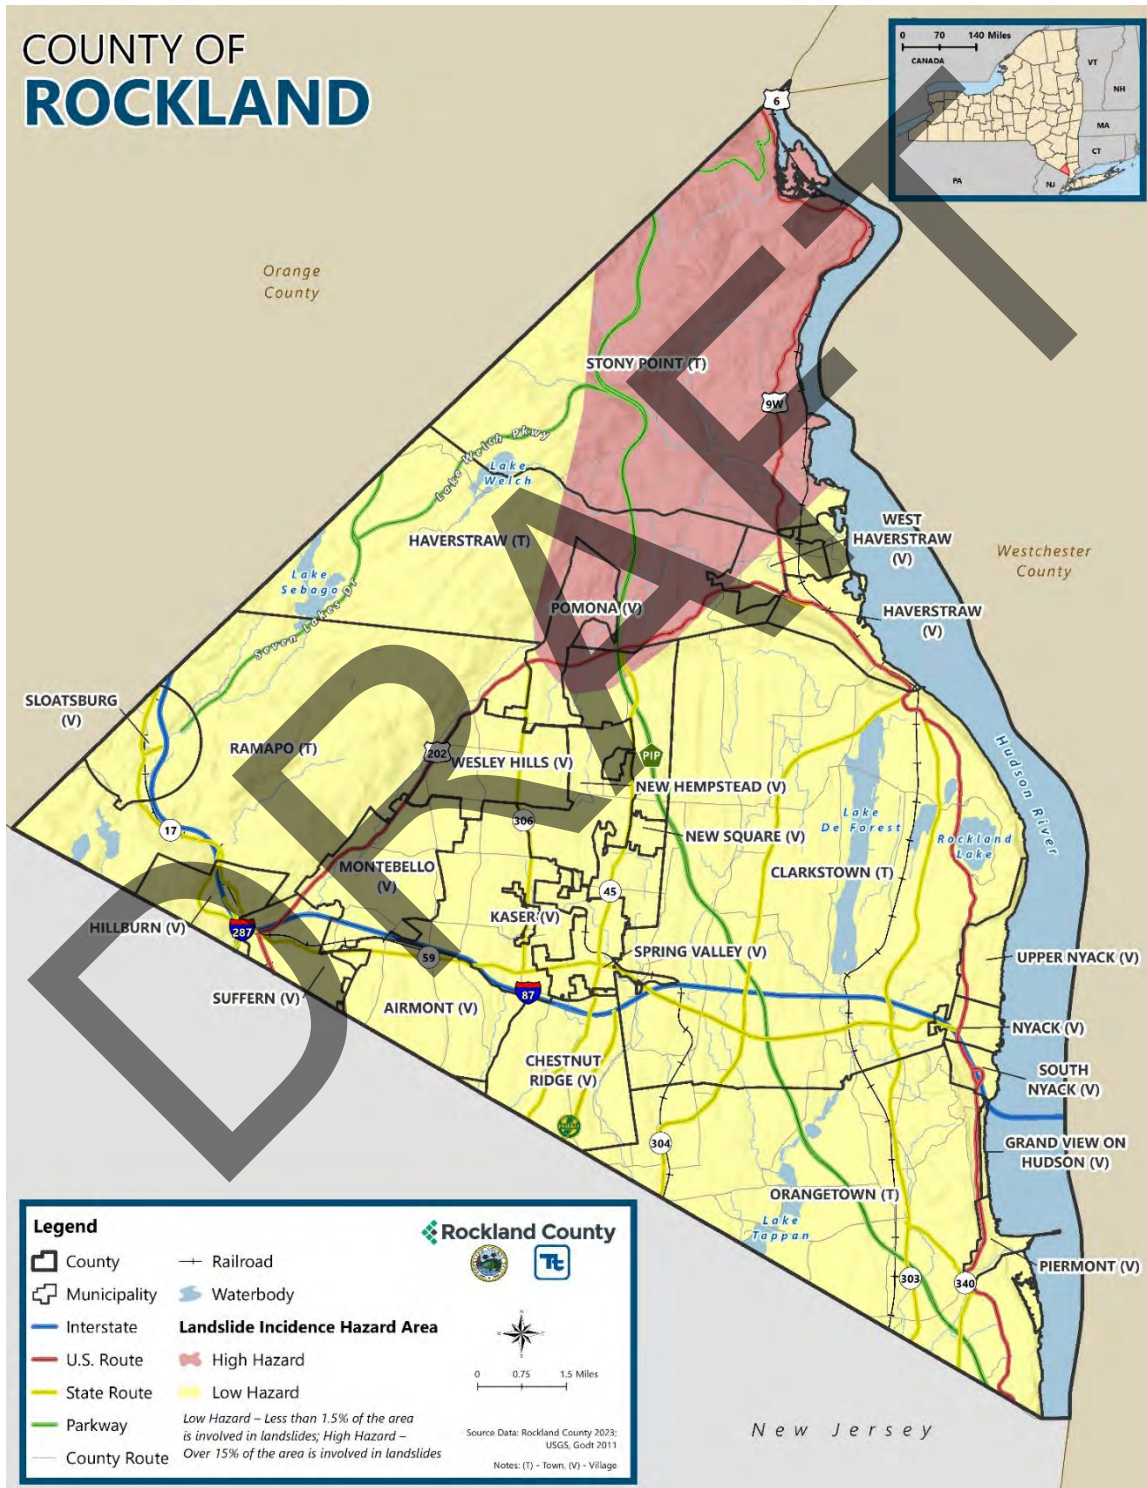 COUNTY OF
ROCKLAND
0 70 140 Miles
CANADA
VT
NH
MA
CT
PA
NJ
6
Orange
County
STONY POINT (T)
9W
Lake Welch Pkwy
Lake
Welch
HAVERSTRAW (T)
WEST
HAVERSTRAW
(V)
Westchester
County
Lake
Sebago
Seven Lakes Dr
POMONA (V)
HAVERSTRAW
(V)
SLOATSBURG
(V)
RAMAPO (T)
202
WESLEY HILLS (V)
PIP
Hudson River
NEW HEMPSTEAD (V)
17
306
NEW SQUARE (V)
Lake
De Forest
Rockland
Lake
MONTEBELLO
(V)
CLARKSTOWN (T)
45
HILLBURN (V)
287
KASER (V)
59
SPRING VALLEY (V)
UPPER NYACK (V)
SUFFERN (V)
AIRMONT (V)
87
NYACK (V)
CHESTNUT
RIDGE (V)
SOUTH
NYACK (V)
304
GRAND VIEW ON
HUDSON (V)
ORANGETOWN (T)
Lake
Tappan
PIERMONT (V)
303
340
New Jersey
DRAFT
Legend
County
Municipality
Interstate
U.S. Route
State Route
Parkway
County Route
Railroad
Waterbody
Landslide Incidence Hazard Area
High Hazard
Low Hazard
Low Hazard – Less than 1.5% of the area
is involved in landslides; High Hazard –
Over 15% of the area is involved in landslides
Rockland County
Tt
0 0.75 1.5 Miles
Source Data: Rockland County 2023;
USGS, Godt 2011
Notes: (T) - Town, (V) - Village